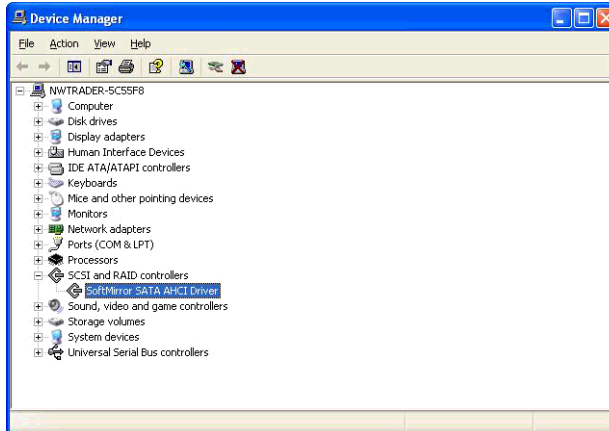 Device Manager
File Action View Help
NWTRADER-5C55F8
Computer
Disk drives
Display adapters
Human Interface Devices
IDE ATA/ATAPI controllers
Keyboards
Mice and other pointing devices
Monitors
Network adapters
Ports (COM & LPT)
Processors
SCSI and RAID controllers
SoftMirror SATA AHCI Driver
Sound, video and game controllers
Storage volumes
System devices
Universal Serial Bus controllers